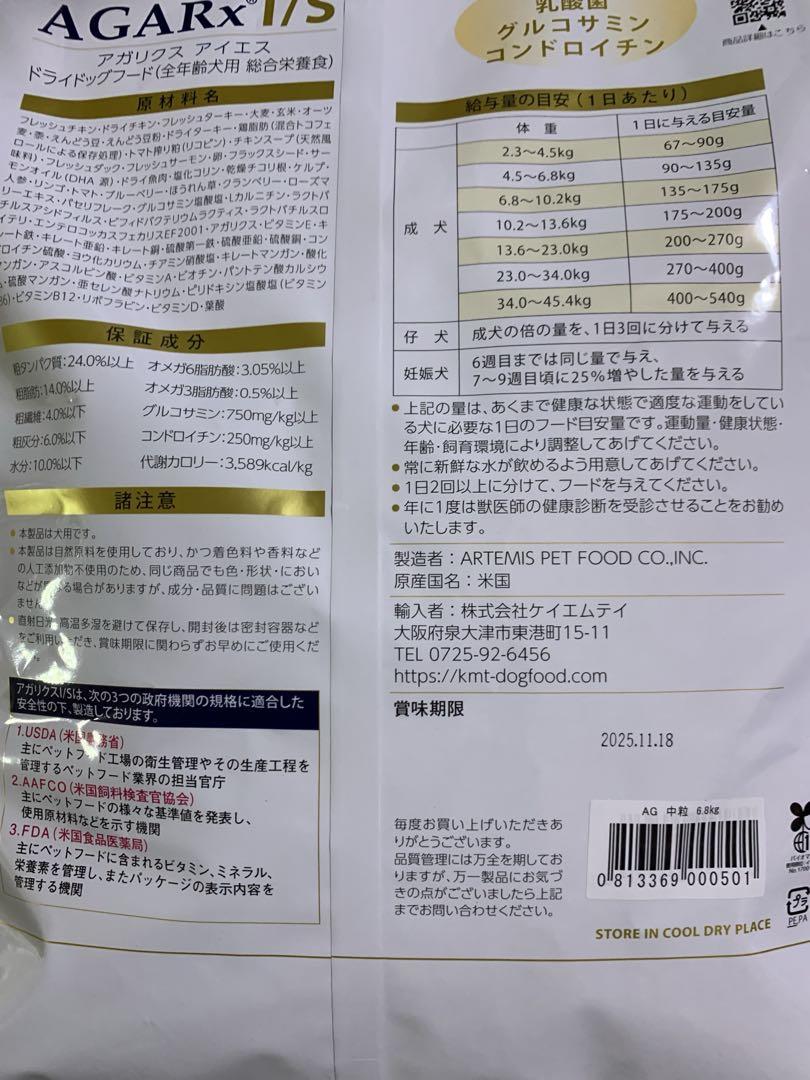 AGARx® I/S
アガリクス アイエス
ドライドッグフード(全年齢犬用 総合栄養食)
原材料名
フレッシュチキン・ドライチキン・フレッシュターキー・大麦・玄米・オーツ
麦・黍・えんどう豆・えんどう豆粉・ドライターキー・鶏脂肪(混合トコフェ
ロールによる保存処理)・トマト搾り粕(リコピン)・チキンスープ(天然風
味料)・フレッシュダック・フレッシュサーモン・卵・フラックスシード・サー
モンオイル(DHA 源)・ドライ魚肉・塩化コリン・乾燥チコリ根・ケルプ・
人参・リンゴ・トマト・ブルーベリー・ほうれん草・クランベリー・ローズマ
リーエキス・パセリフレーク・グルコサミン塩酸塩・Lカルニチン・ラクトバ
チルスアシドフィルス・ビフィドバクテリウムラクティス・ラクトバチルスロ
イテリ・エンテロコッカスフェカリスEF2001・アガリクス・ビタミンE・キ
レート鉄・キレート亜鉛・キレート銅・硫酸第一鉄・硫酸亜鉛・硫酸銅・コン
ドロイチン硫酸・ヨウ化カリウム・チアミン硝酸塩・キレートマンガン・酸化
マンガン・アスコルビン酸・ビタミンA・ビオチン・パントテン酸カルシウ
ム・硫酸マンガン・亜セレン酸ナトリウム・ピリドキシン塩酸塩(ビタミン
B6)・ビタミンB12・リボフラビン・ビタミンD・葉酸
保証成分
粗タンパク質:24.0%以上 オメガ6脂肪酸:3.05%以上
粗脂肪:14.0%以上 オメガ3脂肪酸:0.5%以上
粗繊維:4.0%以下 グルコサミン:750mg/kg以上
粗灰分:6.0%以下 コンドロイチン:250mg/kg以上
水分:10.0%以下 代謝カロリー:3,589kcal/kg
諸注意
● 本製品は犬用です。
● 本製品は自然原料を使用しており、かつ着色料や香料など
の人工添加物不使用のため、同じ商品でも色・形状・におい
などが異なる場合がありますが、成分・品質に問題はござい
ません。
● 直射日光、高温多湿を避けて保存し、開封後は密封容器など
をご利用いただき、賞味期限に関わらずお早めにご使用くだ
さい。
アガリクスI/Sは、次の3つの政府機関の規格に適合した
安全性の下、製造しております。
1.USDA(米国農務省)
主にペットフード工場の衛生管理やその生産工程を
管理するペットフード業界の担当官庁
2.AAFCO(米国飼料検査官協会)
主にペットフードの様々な基準値を発表し、
使用原材料などを示す機関
3.FDA(米国食品医薬局)
主にペットフードに含まれるビタミン、ミネラル、
栄養素を管理し、またパッケージの表示内容を
管理する機関
乳酸菌
グルコサミン
コンドロイチン
商品詳細はこちら
給与量の目安(1日あたり)
体 重 1日に与える目安量
成 犬
2.3〜4.5kg 67〜90g
4.5〜6.8kg 90〜135g
6.8〜10.2kg 135〜175g
10.2〜13.6kg 175〜200g
13.6〜23.0kg 200〜270g
23.0〜34.0kg 270〜400g
34.0〜45.4kg 400〜540g
仔 犬 成犬の倍の量を、1日3回に分けて与える
妊娠犬 6週目までは同じ量で与え、
7〜9週目頃に25%増やした量を与える
● 上記の量は、あくまで健康な状態で適度な運動をしてい
る犬に必要な1日のフード目安量です。運動量・健康状態・
年齢・飼育環境により調整してあげてください。
● 常に新鮮な水が飲めるよう用意してあげてください。
● 1日2回以上に分けて、フードを与えてください。
● 年に1度は獣医師の健康診断を受診させることをお勧め
いたします。
製造者:ARTEMIS PET FOOD CO.,INC.
原産国名:米国
輸入者:株式会社ケイエムテイ
大阪府泉大津市東港町15-11
TEL 0725-92-6456
https://kmt-dogfood.com
賞味期限
2025.11.18
毎度お買い上げいただきあ
りがとうございます。
品質管理には万全を期してお
りますが、万一製品にお気づ
きの点がございましたら上記
までお問い合わせください。
AG 中粒 6.8kg
0 813369 000501
STORE IN COOL DRY PLACE
プラ
PE,PA